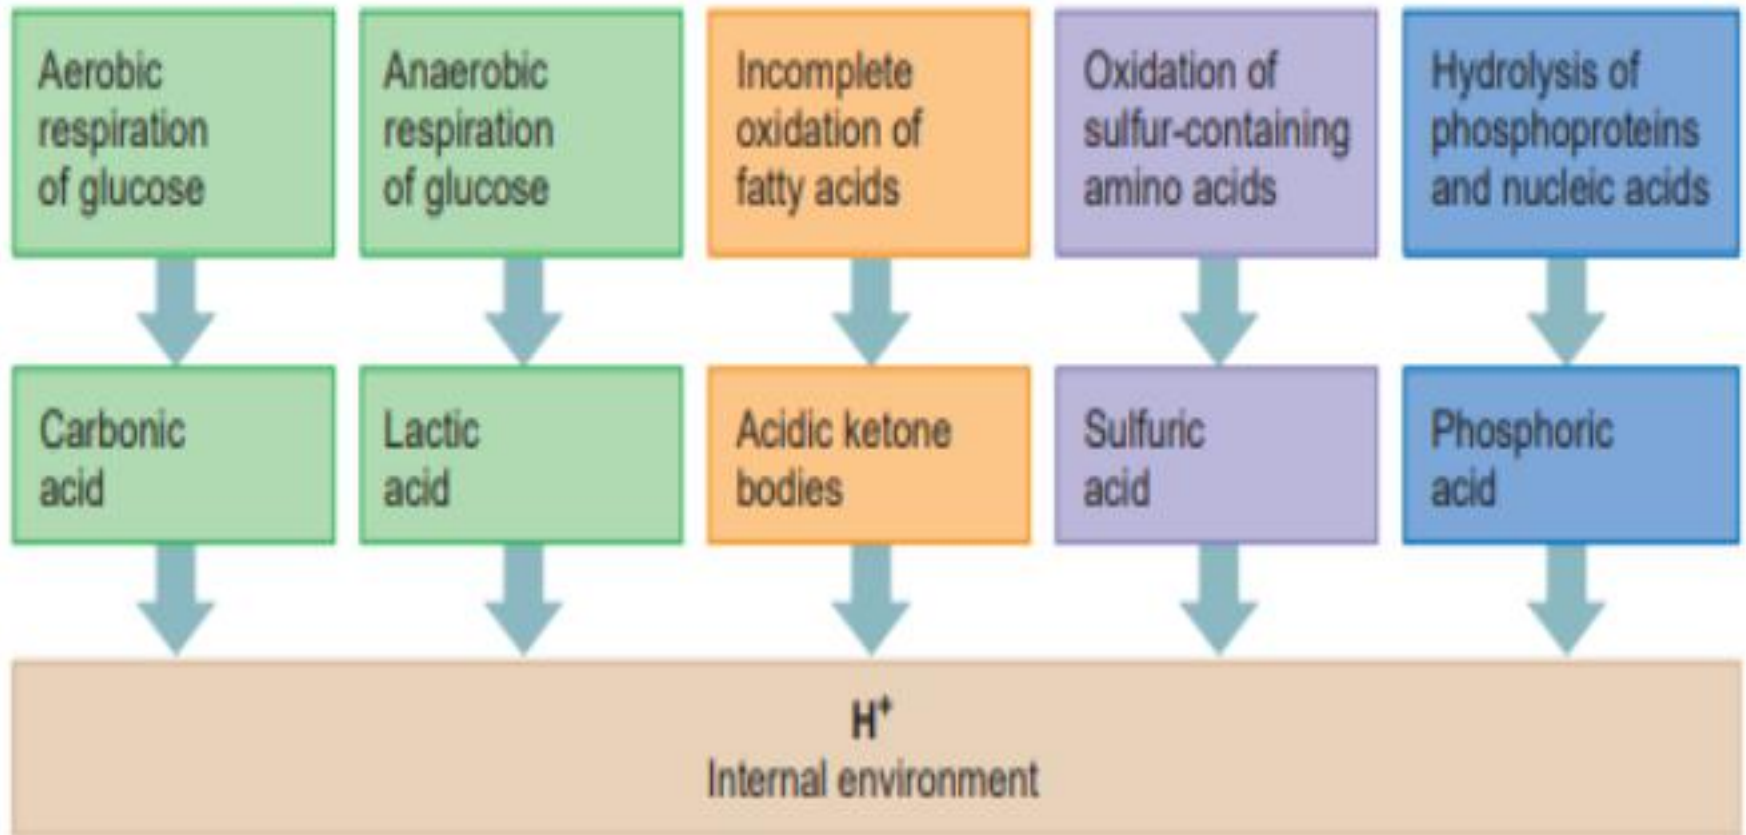 Aerobic
respiration
of glucose
Anaerobic
respiration
of glucose
Incomplete
oxidation of
fatty acids
Oxidation of
sulfur-containing
amino acids
Hydrolysis of
phosphoproteins
and nucleic acids
Carbonic
acid
Lactic
acid
Acidic ketone
bodies
Sulfuric
acid
Phosphoric
acid
H⁺
Internal environment